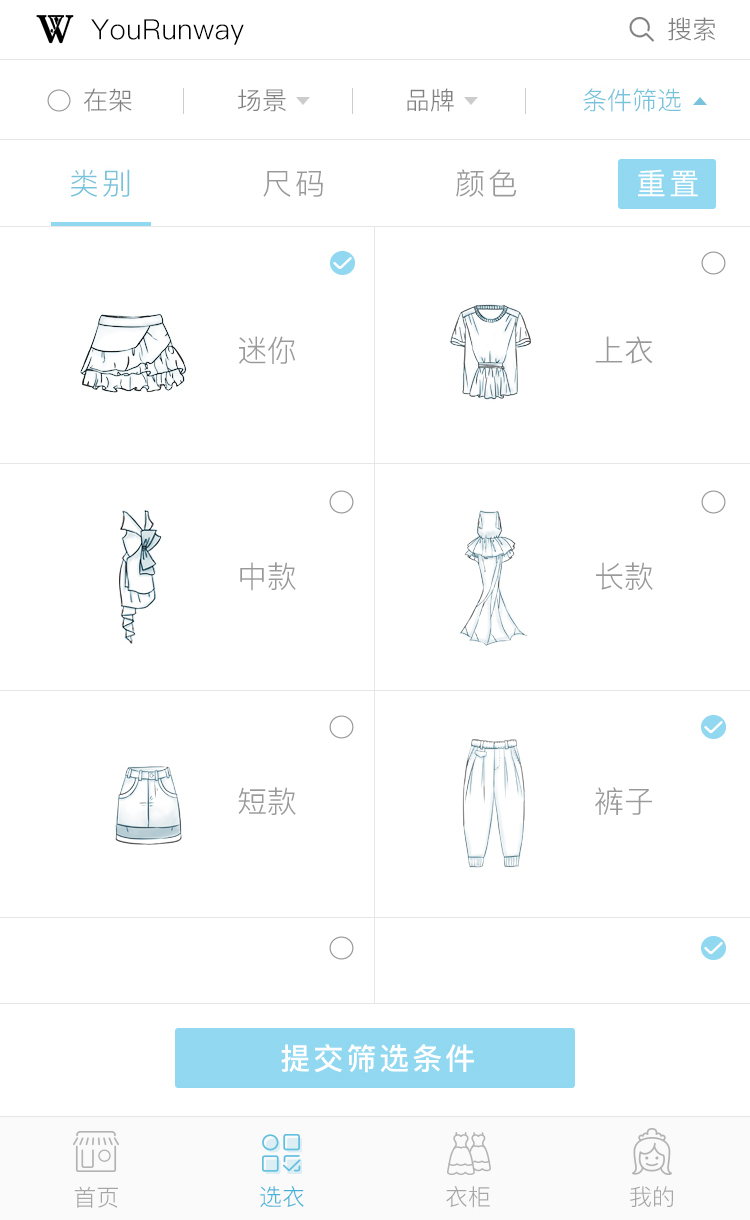 YouRunway 搜索
在架 场景 品牌 条件筛选
类别 尺码 颜色 重置
迷你 上衣
中款 长款
短款 裤子
提交筛选条件
首页 选衣 衣柜 我的